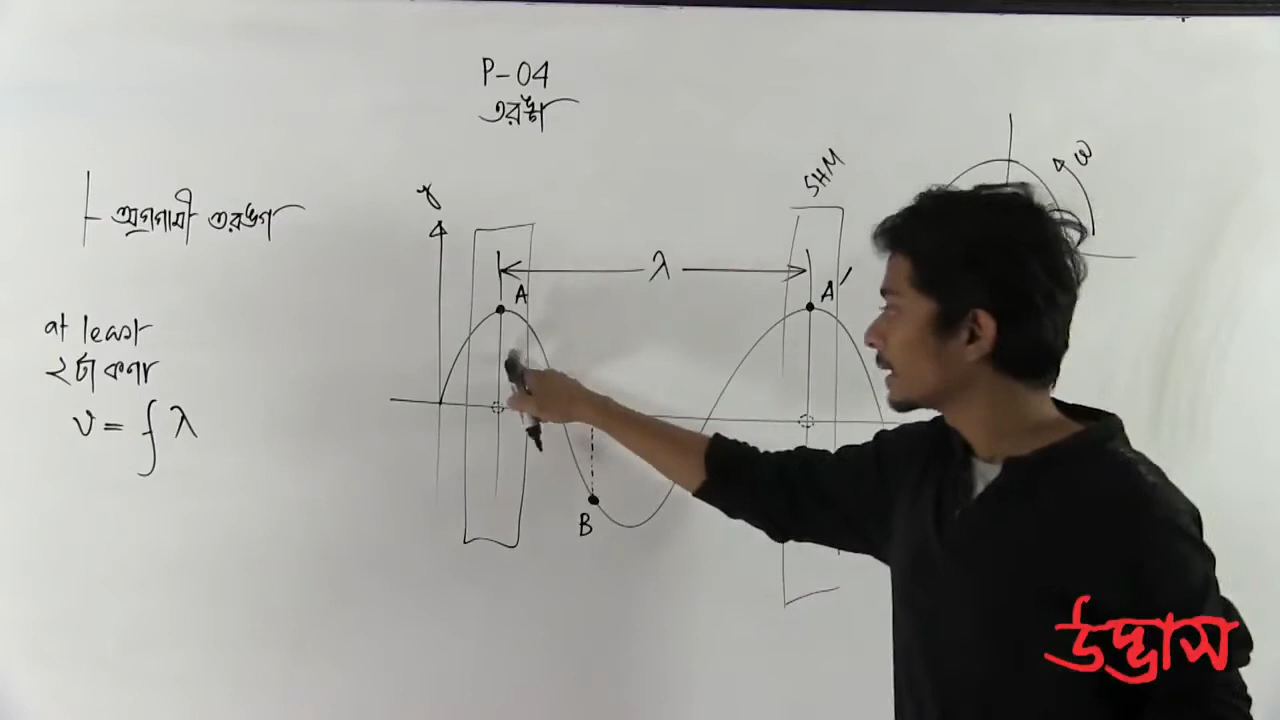 P-04
তরঙ্গ
অগ্রগামী তরঙ্গ
SHM
ω
y
λ
A
A′
at least
২টা কণা
v = f λ
B
উদ্ভাস